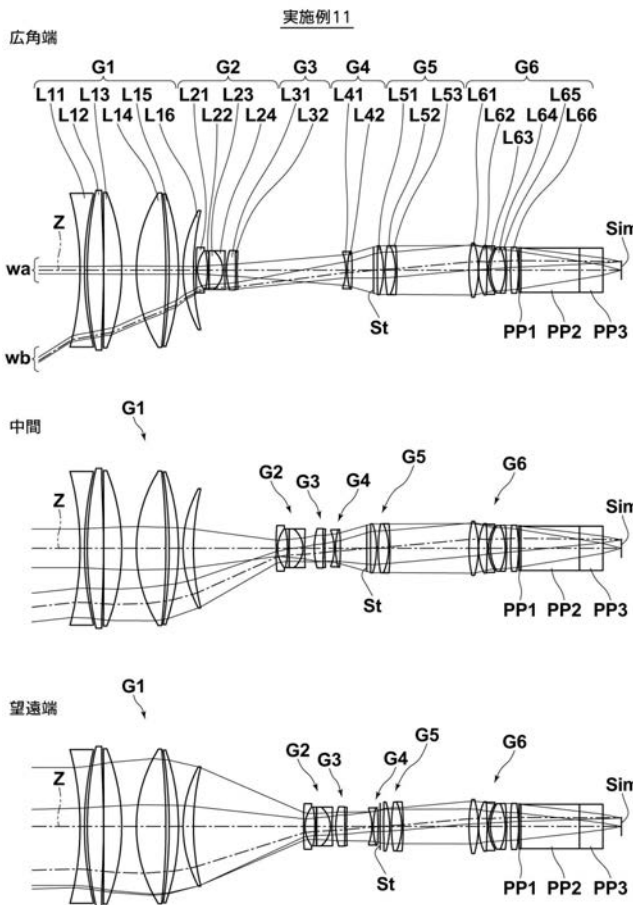 実施例11
広角端
G1 G2 G3 G4 G5 G6
L11 L13 L15 L21 L23 L31 L41 L51 L53 L61 L65
L12 L14 L16 L22 L24 L32 L42 L52 L62 L64 L66
L63
Z
Sim
wa
wb
St
PP1 PP2 PP3
中間
G1
G2 G3 G4 G5 G6
Z
Sim
St
PP1 PP2 PP3
望遠端
G1
G2 G3 G4 G5 G6
Z
Sim
St
PP1 PP2 PP3